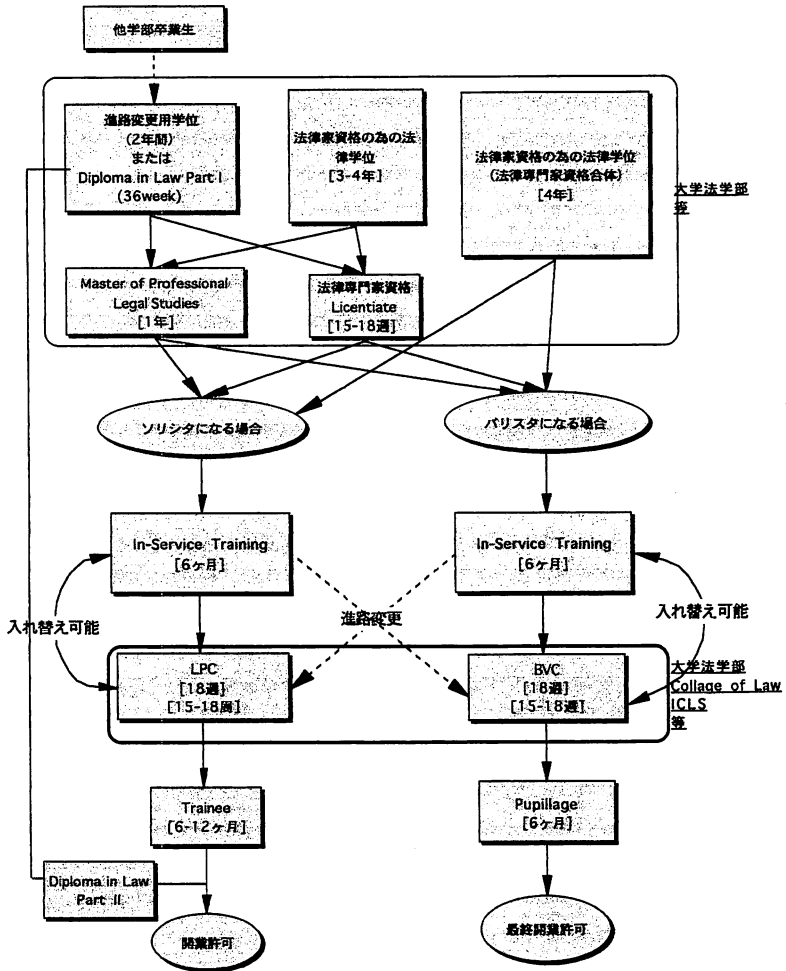 他学部卒業生
進路変更用学位
(2年間)
または
Diploma in Law Part I
(36week)
法律家資格の為の法
律学位
[3-4年]
法律家資格の為の法律学位
(法律専門家資格合体)
[4年]
大学法学部
等
Master of Professional
Legal Studies
[1年]
法律専門家資格
Licentiate
[15-18週]
ソリシタになる場合
バリスタになる場合
In-Service Training
[6ヶ月]
In-Service Training
[6ヶ月]
入れ替え可能
進路変更
入れ替え可能
LPC
[18週]
[15-18周]
BVC
[18週]
[15-18週]
大学法学部
Collage of Law
ICLS
等
Trainee
[6-12ヶ月]
Pupillage
[6ヶ月]
Diploma in Law
Part II
開業許可
最終開業許可